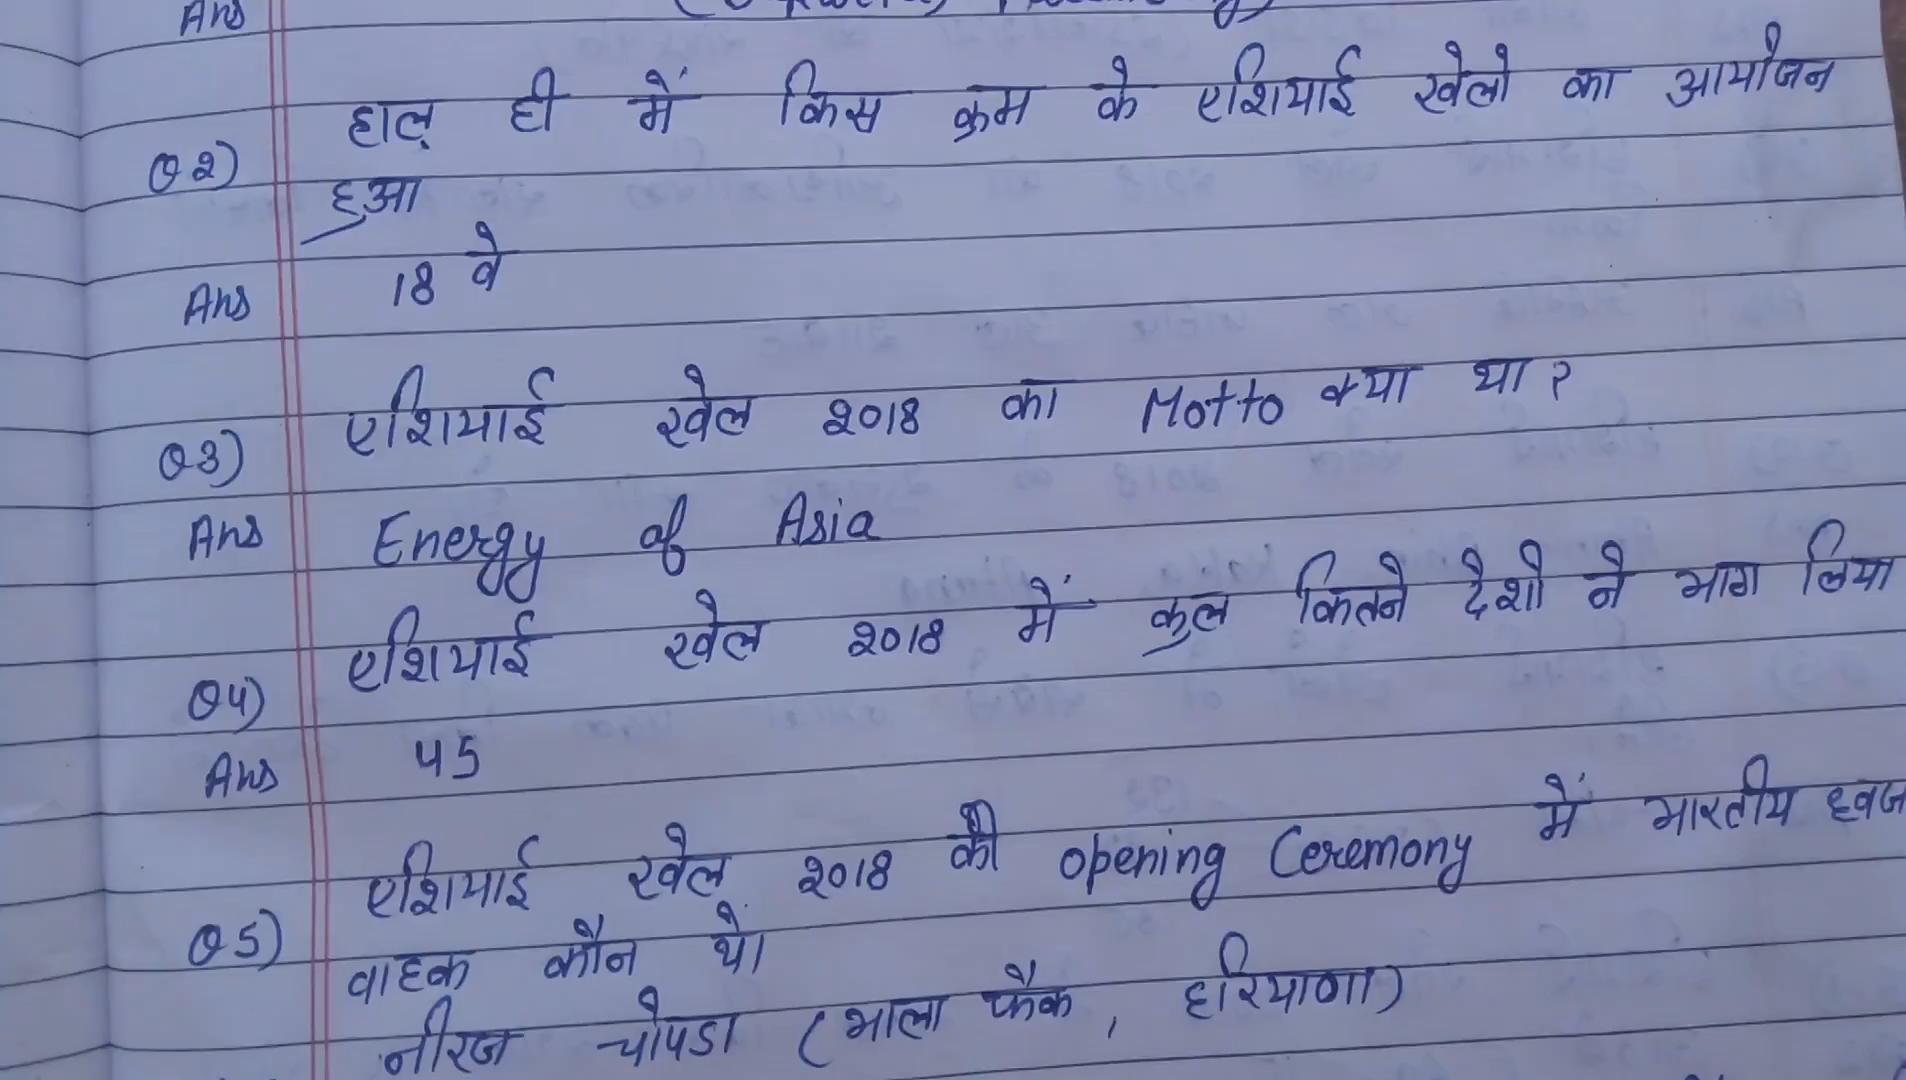 Ans
Q2) हाल ही में किस क्रम के एशियाई खेलो का आयोजन
हुआ
Ans 18 वे
Q3) एशियाई खेल 2018 का Motto क्या था?
Ans Energy of Asia
Q4) एशियाई खेल 2018 में कुल कितने देशो ने भाग लिया
Ans 45
Q5) एशियाई खेल 2018 की opening Ceremony में भारतीय ध्वज
वाहक कौन थे।
नीरज चोपडा (भाला फैक, हरियाणा)